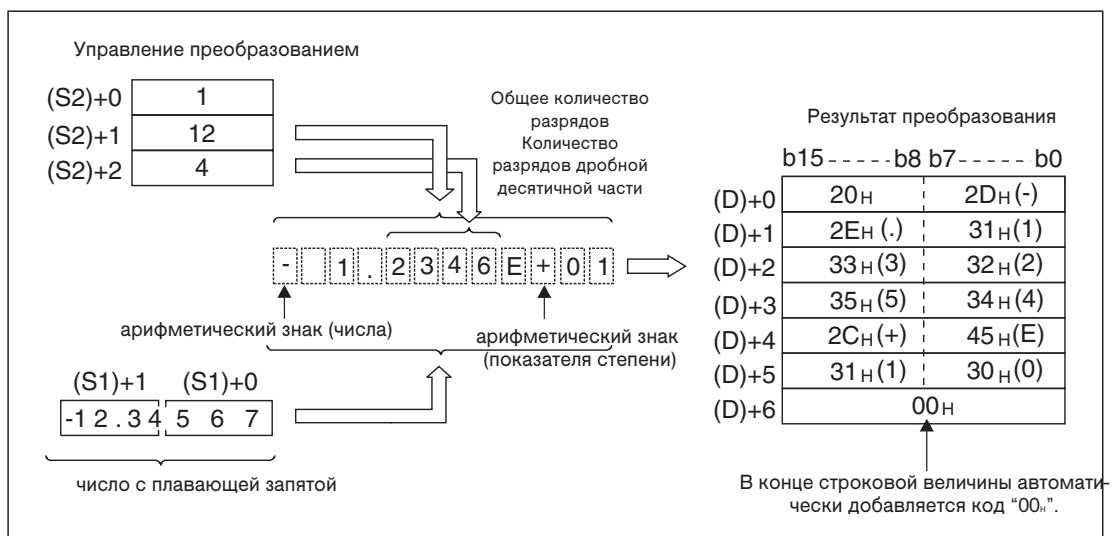 Управление преобразованием
(S2)+0 1
(S2)+1 12
(S2)+2 4
Общее количество
разрядов
Количество
разрядов дробной
десятичной части
- 1 . 2 3 4 6 E + 0 1
арифметический знак (числа)
арифметический знак
(показателя степени)
(S1)+1 (S1)+0
-1 2 . 3 4 5 6 7
число с плавающей запятой
Результат преобразования
b15 - - - - - b8 b7 - - - - - b0
(D)+0 20H 2DH (-)
(D)+1 2EH (.) 31H (1)
(D)+2 33H (3) 32H (2)
(D)+3 35H (5) 34H (4)
(D)+4 2CH (+) 45H (E)
(D)+5 31H (1) 30H (0)
(D)+6 00H
В конце строковой величины автомати-
чески добавляется код “00H”.